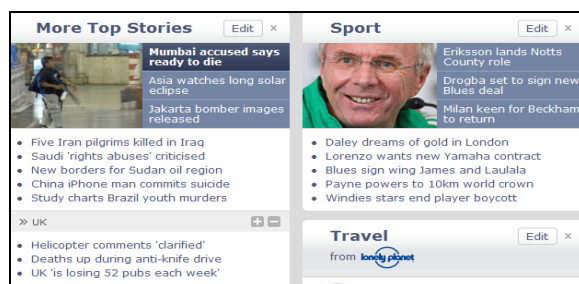 More Top Stories
Edit ×
Mumbai accused says
ready to die
Asia watches long solar
eclipse
Jakarta bomber images
released
Five Iran pilgrims killed in Iraq
Saudi 'rights abuses' criticised
New borders for Sudan oil region
China iPhone man commits suicide
Study charts Brazil youth murders
» UK
Helicopter comments 'clarified'
Deaths up during anti-knife drive
UK 'is losing 52 pubs each week'
Sport
Edit ×
Eriksson lands Notts
County role
Drogba set to sign new
Blues deal
Milan keen for Beckham
to return
Daley dreams of gold in London
Lorenzo wants new Yamaha contract
Blues sign wing James and Laulala
Payne powers to 10km world crown
Windies stars end player boycott
Travel
Edit ×
from lonely planet